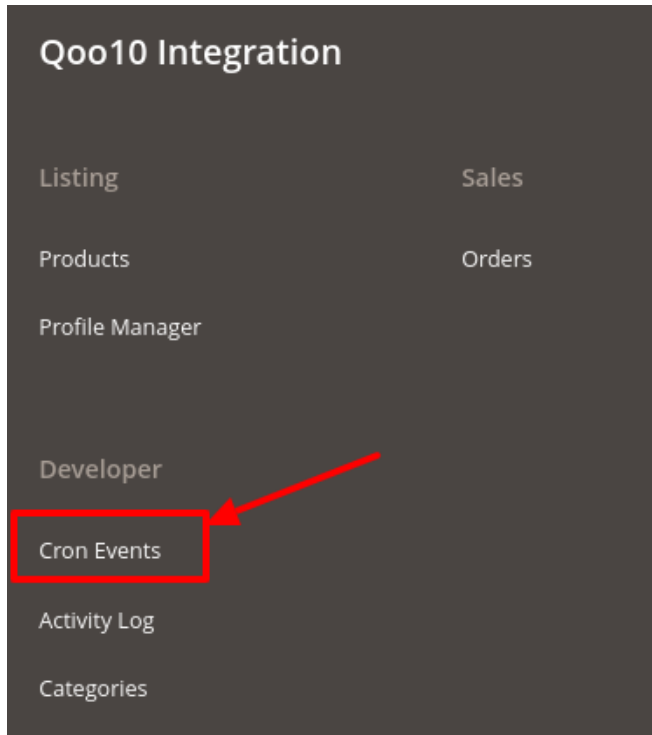 Qoo10 Integration
Listing
Products
Profile Manager
Sales
Orders
Developer
Cron Events
Activity Log
Categories